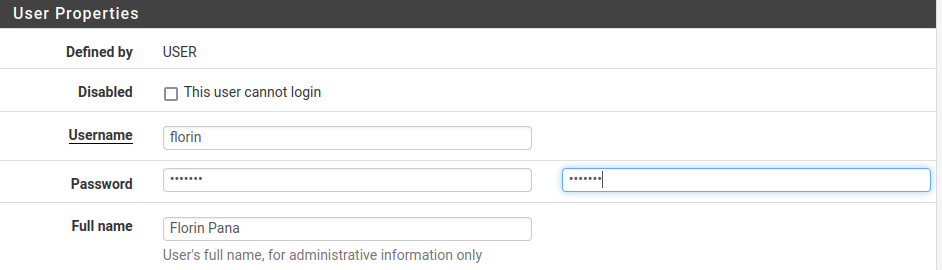 User Properties
Defined by USER
Disabled This user cannot login
Username florin
Password ••••••• •••••••
Full name Florin Pana
User's full name, for administrative information only